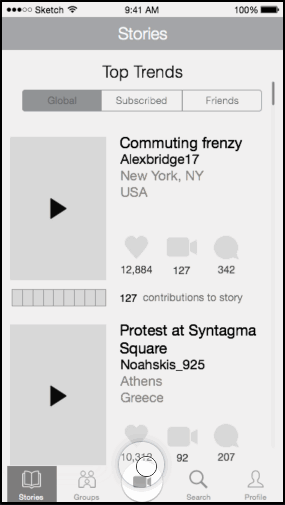 Sketch 9:41 AM 100%
Stories
Top Trends
Global Subscribed Friends
Commuting frenzy
Alexbridge17
New York, NY
USA
12,884 127 342
127 contributions to story
Protest at Syntagma
Square
Noahskis_925
Athens
Greece
10,312 92 207
Stories Groups Search Profile